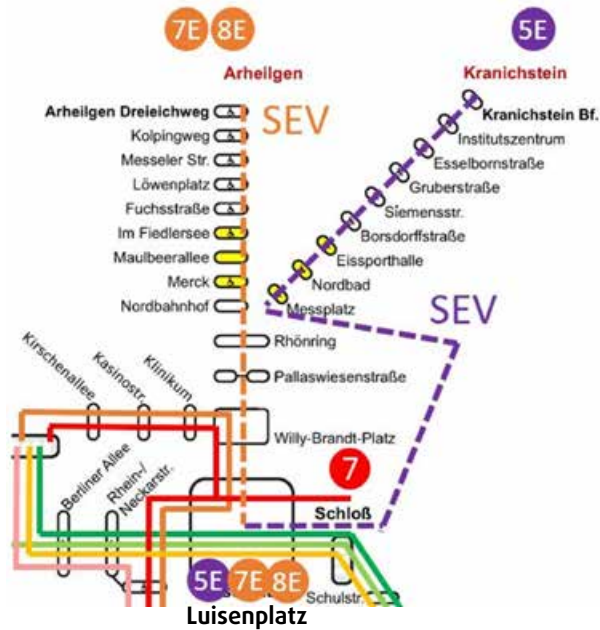 7E 8E
5E
Arheilgen
Kranichstein
Arheilgen Dreieichweg
SEV
Kranichstein Bf.
Kolpingweg
Institutszentrum
Messeler Str.
Esselbornstraße
Löwenplatz
Gruberstraße
Fuchsstraße
Siemensstr.
Im Fiedlersee
Borsdorffstraße
Maulbeerallee
Eissporthalle
Merck
Nordbad
Nordbahnhof
Messplatz
SEV
Rhönring
Kirschenallee
Kasinostr.
Klinikum
Pallaswiesenstraße
Willy-Brandt-Platz
Berliner Allee
Rhein-/
Neckarstr.
7
Schloß
5E 7E 8E
Schulstr.
Luisenplatz